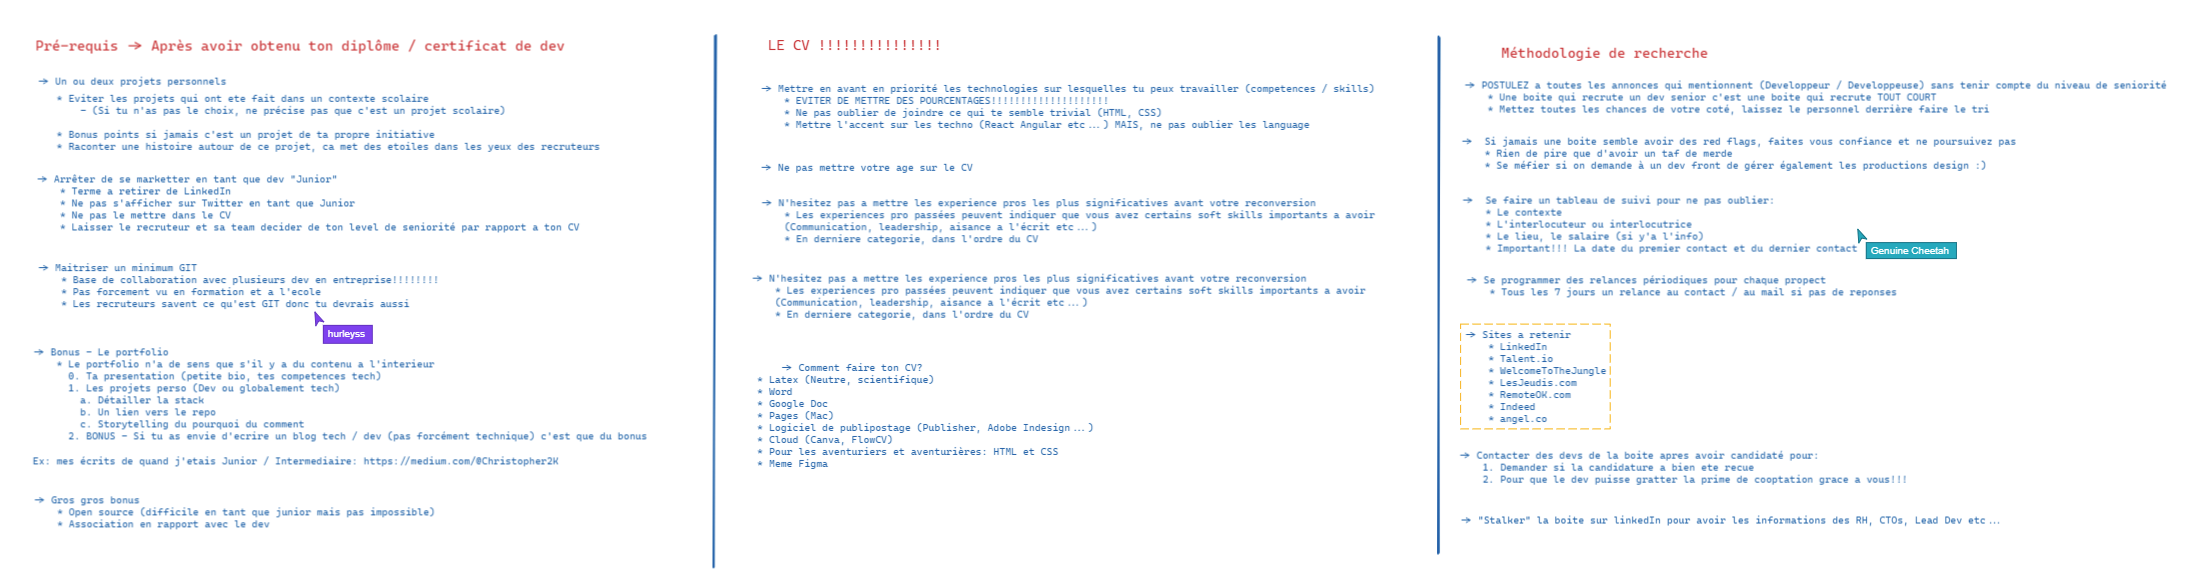 Pré-requis → Après avoir obtenu ton diplôme / certificat de dev
→ Un ou deux projets personnels
* Eviter les projets qui ont ete fait dans un contexte scolaire
- (Si tu n'as pas le choix, ne précise pas que c'est un projet scolaire)
* Bonus points si jamais c'est un projet de ta propre initiative
* Raconter une histoire autour de ce projet, ca met des etoiles dans les yeux des recruteurs
→ Arrêter de se marketter en tant que dev "Junior"
* Terme a retirer de LinkedIn
* Ne pas s'afficher sur Twitter en tant que Junior
* Ne pas le mettre dans le CV
* Laisser le recruteur et sa team decider de ton level de seniorité par rapport a ton CV
→ Maitriser un minimum GIT
* Base de collaboration avec plusieurs dev en entreprise!!!!!!!!
* Pas forcement vu en formation et a l'ecole
* Les recruteurs savent ce qu'est GIT donc tu devrais aussi
hurleyss
→ Bonus - Le portfolio
* Le portfolio n'a de sens que s'il y a du contenu a l'interieur
0. Ta presentation (petite bio, tes competences tech)
1. Les projets perso (Dev ou globalement tech)
a. Détailler la stack
b. Un lien vers le repo
c. Storytelling du pourquoi du comment
2. BONUS - Si tu as envie d'ecrire un blog tech / dev (pas forcément technique) c'est que du bonus
Ex: mes écrits de quand j'etais Junior / Intermediaire: https://medium.com/@Christopher2K
→ Gros gros bonus
* Open source (difficile en tant que junior mais pas impossible)
* Association en rapport avec le dev
LE CV !!!!!!!!!!!!!!!
→ Mettre en avant en priorité les technologies sur lesquelles tu peux travailler (competences / skills)
* EVITER DE METTRE DES POURCENTAGES!!!!!!!!!!!!!!!!!!!!
* Ne pas oublier de joindre ce qui te semble trivial (HTML, CSS)
* Mettre l'accent sur les techno (React Angular etc...) MAIS, ne pas oublier les language
→ Ne pas mettre votre age sur le CV
→ N'hesitez pas a mettre les experience pros les plus significatives avant votre reconversion
* Les experiences pro passées peuvent indiquer que vous avez certains soft skills importants a avoir
(Communication, leadership, aisance a l'écrit etc...)
* En derniere categorie, dans l'ordre du CV
→ N'hesitez pas a mettre les experience pros les plus significatives avant votre reconversion
* Les experiences pro passées peuvent indiquer que vous avez certains soft skills importants a avoir
(Communication, leadership, aisance a l'écrit etc...)
* En derniere categorie, dans l'ordre du CV
→ Comment faire ton CV?
* Latex (Neutre, scientifique)
* Word
* Google Doc
* Pages (Mac)
* Logiciel de publipostage (Publisher, Adobe Indesign...)
* Cloud (Canva, FlowCV)
* Pour les aventuriers et aventurières: HTML et CSS
* Meme Figma
Méthodologie de recherche
→ POSTULEZ a toutes les annonces qui mentionnent (Developpeur / Developpeuse) sans tenir compte du niveau de seniorité
* Une boite qui recrute un dev senior c'est une boite qui recrute TOUT COURT
* Mettez toutes les chances de votre coté, laissez le personnel derrière faire le tri
→ Si jamais une boite semble avoir des red flags, faites vous confiance et ne poursuivez pas
* Rien de pire que d'avoir un taf de merde
* Se méfier si on demande à un dev front de gérer également les productions design :)
→ Se faire un tableau de suivi pour ne pas oublier:
* Le contexte
* L'interlocuteur ou interlocutrice
* Le lieu, le salaire (si y'a l'info)
* Important!!! La date du premier contact et du dernier contact
Genuine Cheetah
→ Se programmer des relances périodiques pour chaque propect
* Tous les 7 jours un relance au contact / au mail si pas de reponses
→ Sites a retenir
* LinkedIn
* Talent.io
* WelcomeToTheJungle
* LesJeudis.com
* RemoteOK.com
* Indeed
* angel.co
→ Contacter des devs de la boite apres avoir candidaté pour:
1. Demander si la candidature a bien ete recue
2. Pour que le dev puisse gratter la prime de cooptation grace a vous!!!
→ "Stalker" la boite sur linkedIn pour avoir les informations des RH, CTOs, Lead Dev etc...